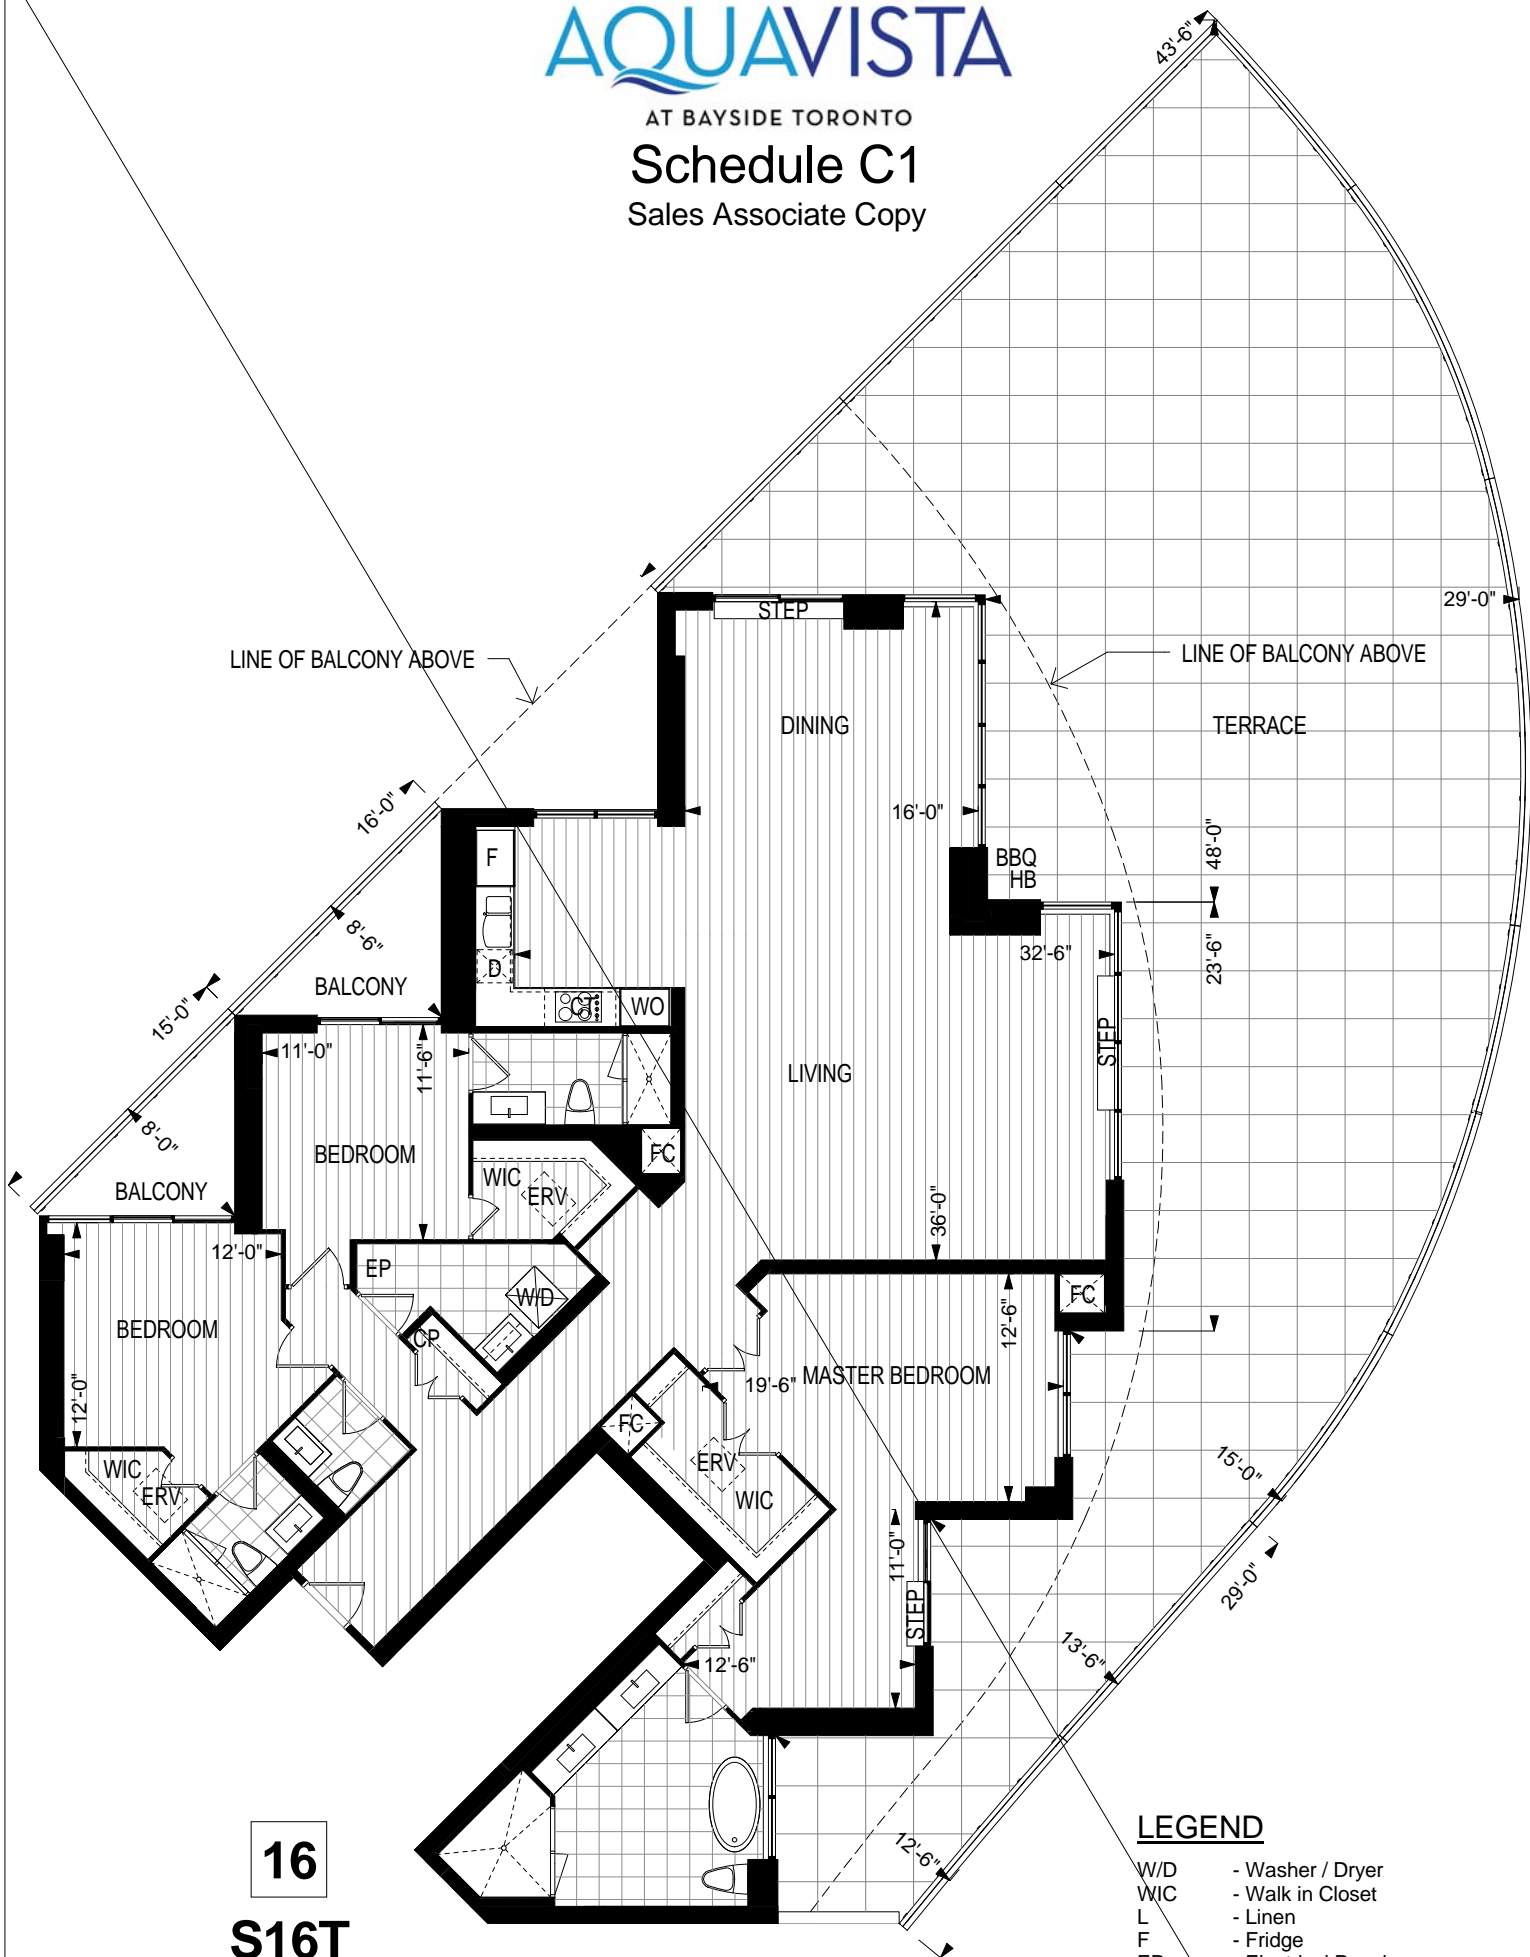 AQUAVISTA
AT BAYSIDE TORONTO
Schedule C1
Sales Associate Copy
43'-6"
STEP
29'-0"
LINE OF BALCONY ABOVE
LINE OF BALCONY ABOVE
DINING
TERRACE
16'-0"
16'-0"
F
BBQ
HB
48'-0"
8'-6"
32'-6"
23'-6"
D
BALCONY
CT
WO
15'-0"
11'-0"
11'-6"
STEP
LIVING
8'-0"
BEDROOM
FC
WIC
ERV
BALCONY
36'-0"
12'-0"
EP
W/D
FC
BEDROOM
CP
12'-6"
MASTER BEDROOM
19'-6"
12'-0"
FC
WIC
ERV
ERV
WIC
15'-0"
11'-0"
29'-0"
STEP
13'-6"
12'-6"
12'-6"
16
S16T
LEGEND
W/D - Washer / Dryer
WIC - Walk in Closet
L - Linen
F - Fridge